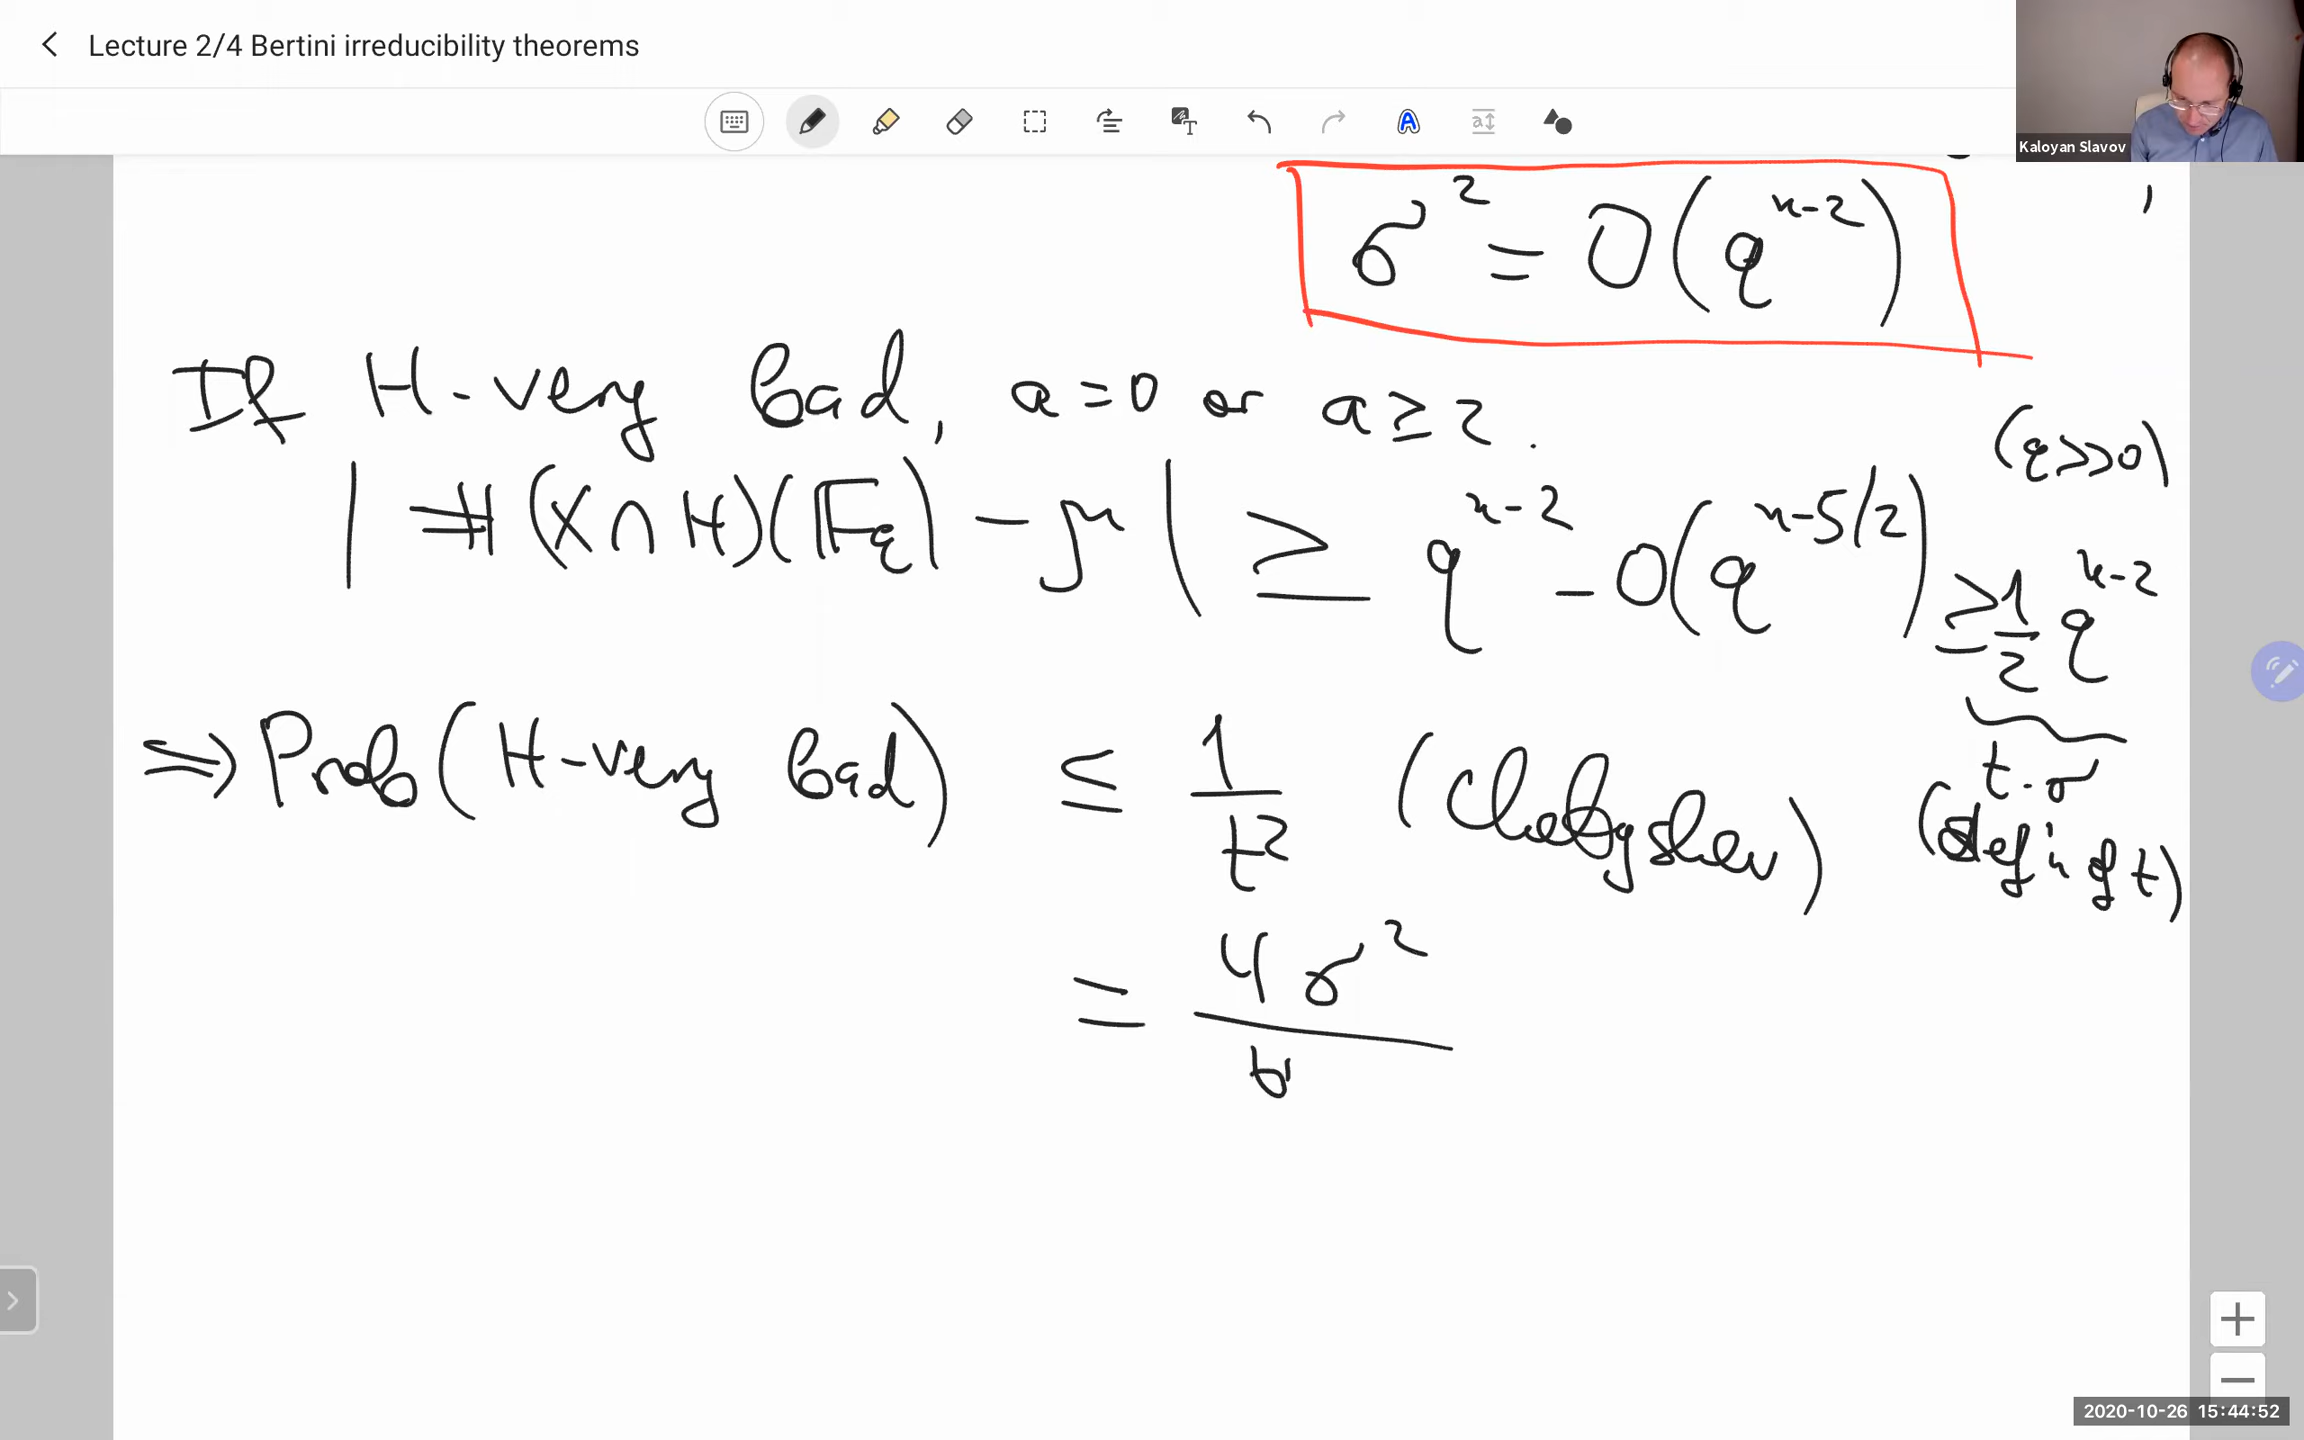 Lecture 2/4 Bertini irreducibility theorems
Kaloyan Slavov
σ² = O(q^{n-2})
If H-very bad, a=0 or a≥2.
(q>>0)
| #(X∩H)(𝔽_q) - μ | ≥ q^{n-2} - O(q^{n-5/2}) ≥ 1/2 q^{n-2}
t·σ
(def'n of t)
⇒ Prob(H-very bad) ≤ 1/t² (Chebyshev)
= 4σ²/
2020-10-26 15:44:52